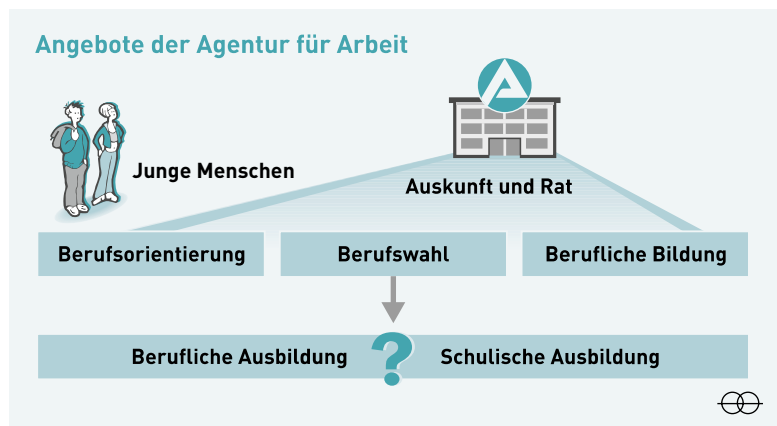 Angebote der Agentur für Arbeit
Junge Menschen
Auskunft und Rat
Berufsorientierung
Berufswahl
Berufliche Bildung
Berufliche Ausbildung ? Schulische Ausbildung